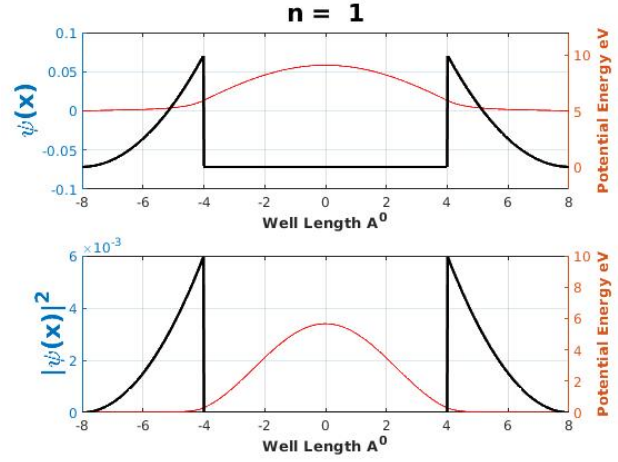 n = 1
0.1
0.05
0
-0.05
-0.1
ψ(x)
10
5
0
Potential Energy eV
-8 -6 -4 -2 0 2 4 6 8
Well Length A⁰
×10⁻³
6
4
2
0
|ψ(x)|²
10
8
6
4
2
0
Potential Energy eV
-8 -6 -4 -2 0 2 4 6 8
Well Length A⁰